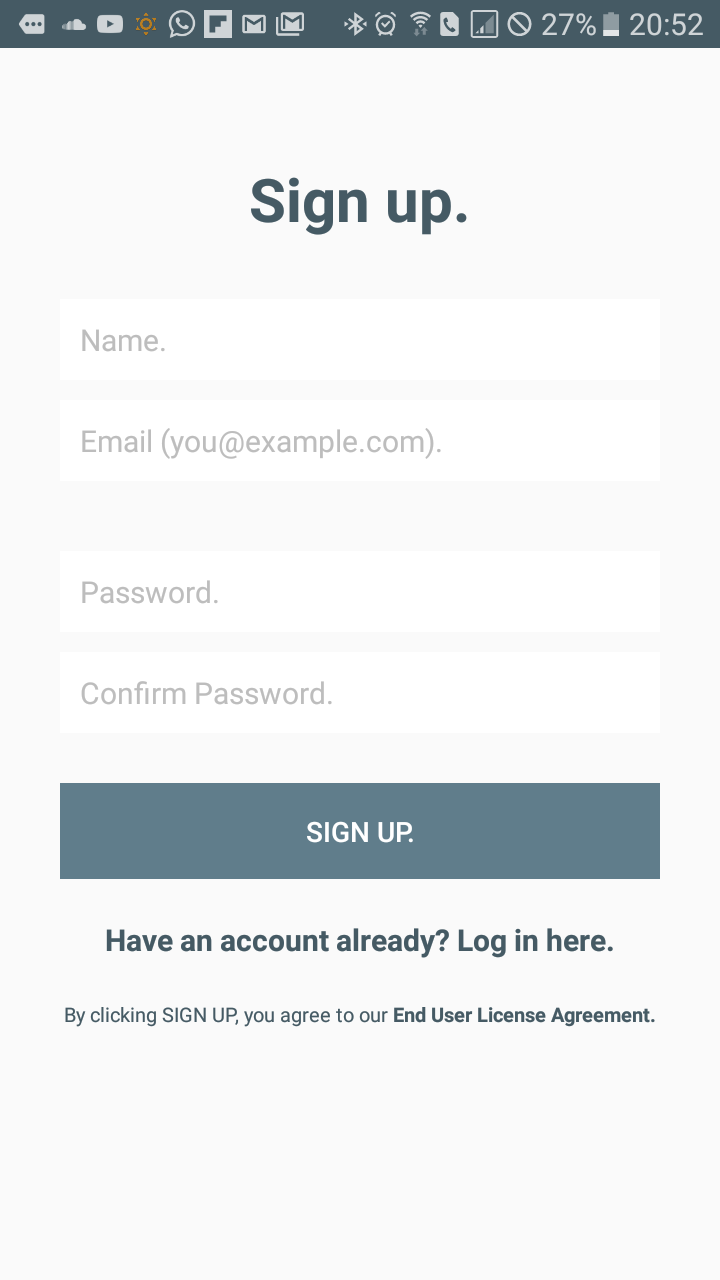 27% 20:52
Sign up.
Name.
Email (you@example.com).
Password.
Confirm Password.
SIGN UP.
Have an account already? Log in here.
By clicking SIGN UP, you agree to our End User License Agreement.